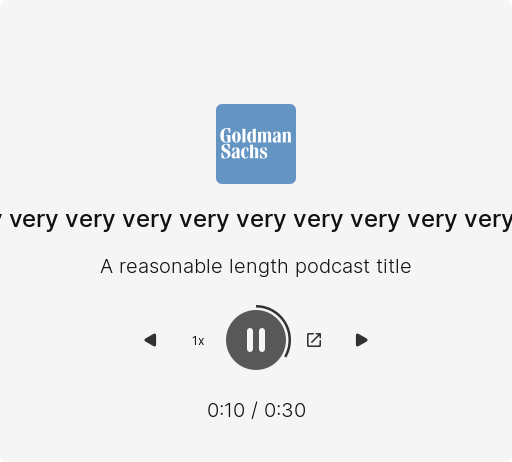 Goldman
Sachs
very very very very very very very very very
A reasonable length podcast title
1x
0:10 / 0:30